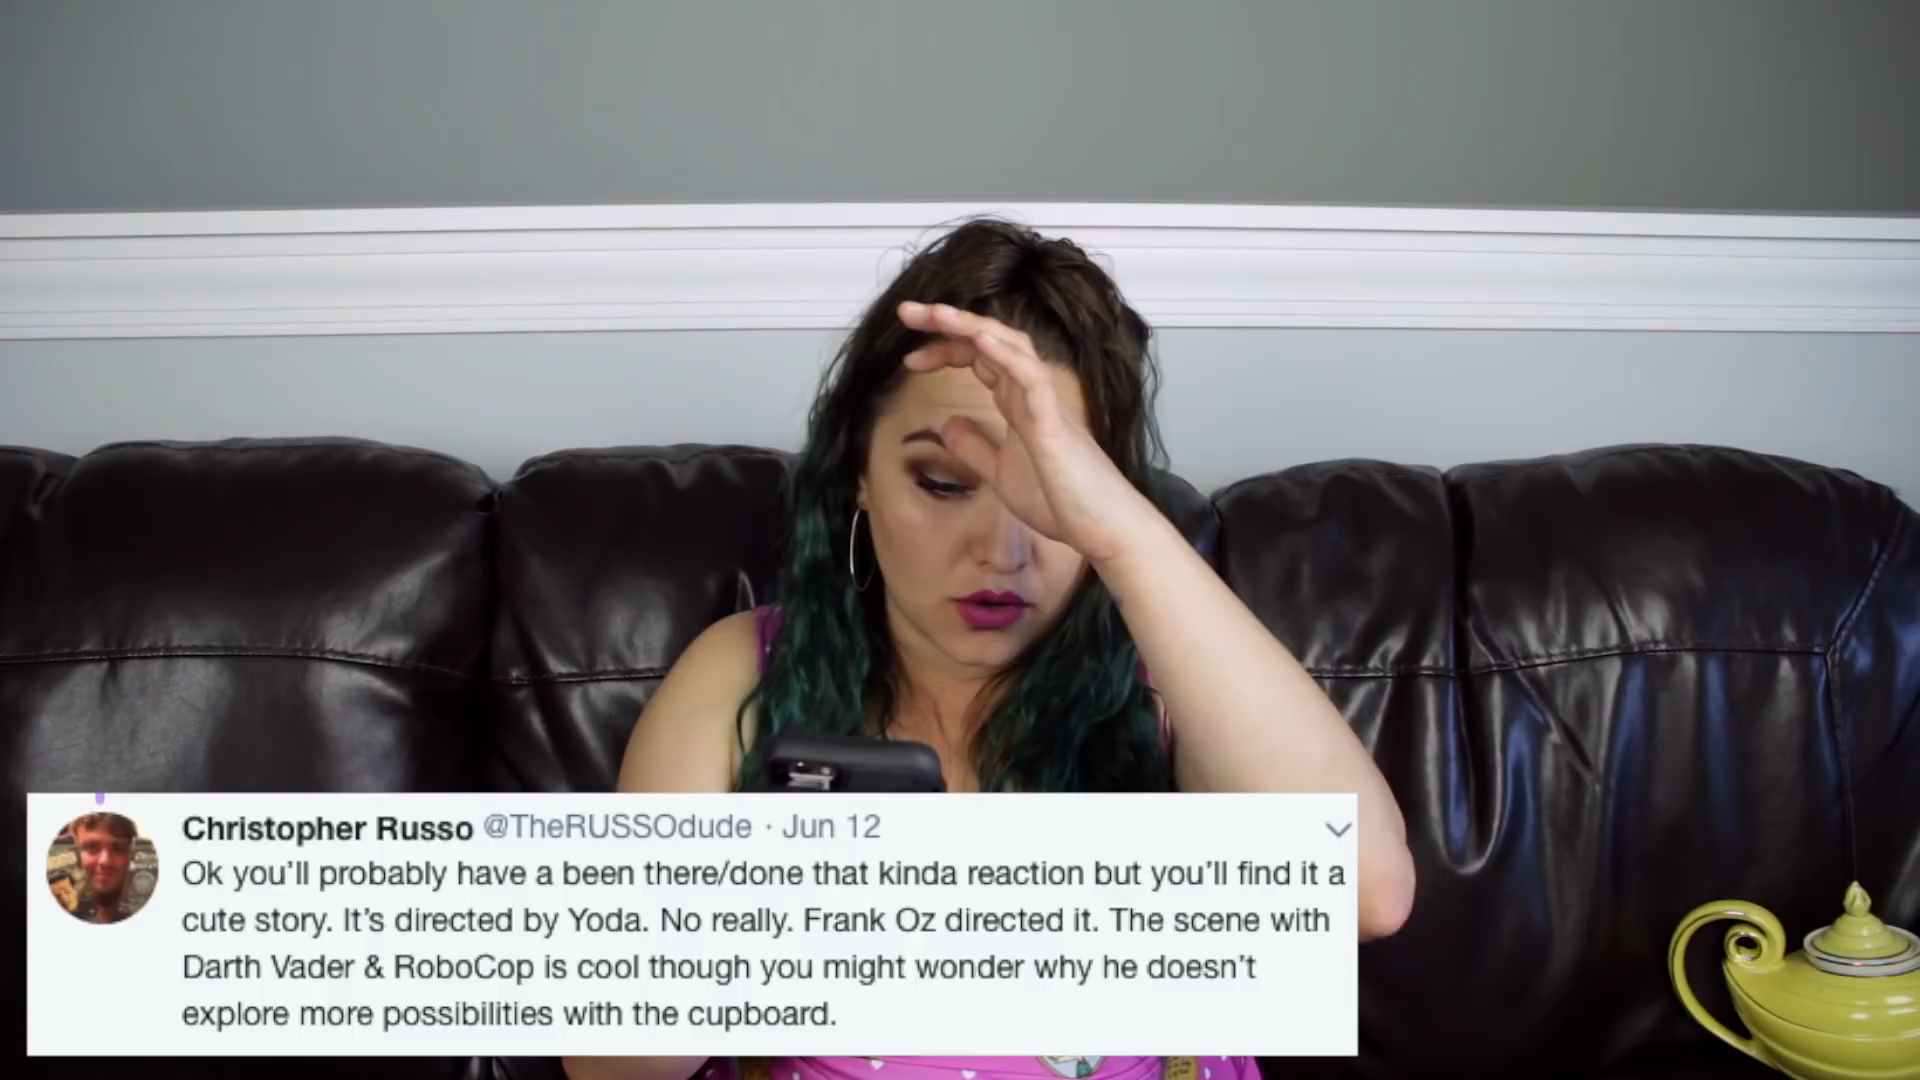 Christopher Russo @TheRUSSOdude · Jun 12
Ok you'll probably have a been there/done that kinda reaction but you'll find it a
cute story. It's directed by Yoda. No really. Frank Oz directed it. The scene with
Darth Vader & RoboCop is cool though you might wonder why he doesn't
explore more possibilities with the cupboard.